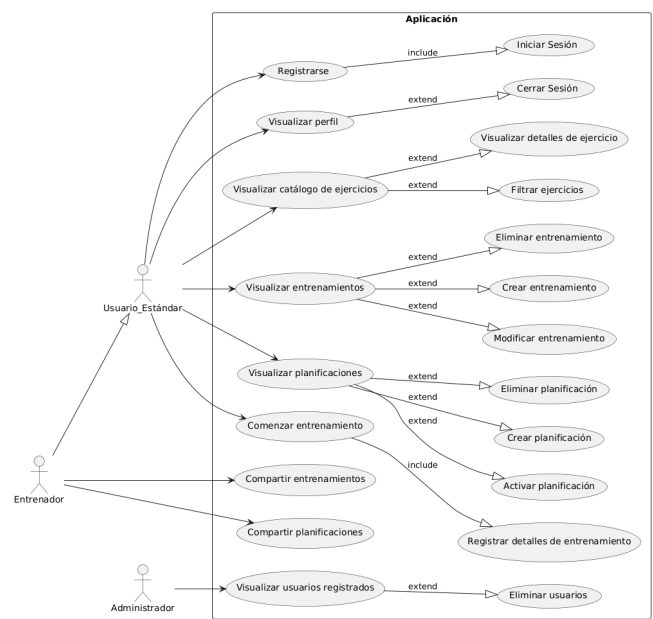 Aplicación
Iniciar Sesión
include
Registrarse
Cerrar Sesión
extend
Visualizar perfil
Visualizar detalles de ejercicio
extend
Visualizar catálogo de ejercicios
extend
Filtrar ejercicios
Eliminar entrenamiento
extend
Visualizar entrenamientos
extend
Crear entrenamiento
Usuario_Estándar
extend
Modificar entrenamiento
Visualizar planificaciones
extend
Eliminar planificación
extend
Comenzar entrenamiento
extend
Crear planificación
include
Compartir entrenamientos
Activar planificación
Entrenador
Compartir planificaciones
Registrar detalles de entrenamiento
Visualizar usuarios registrados
extend
Eliminar usuarios
Administrador